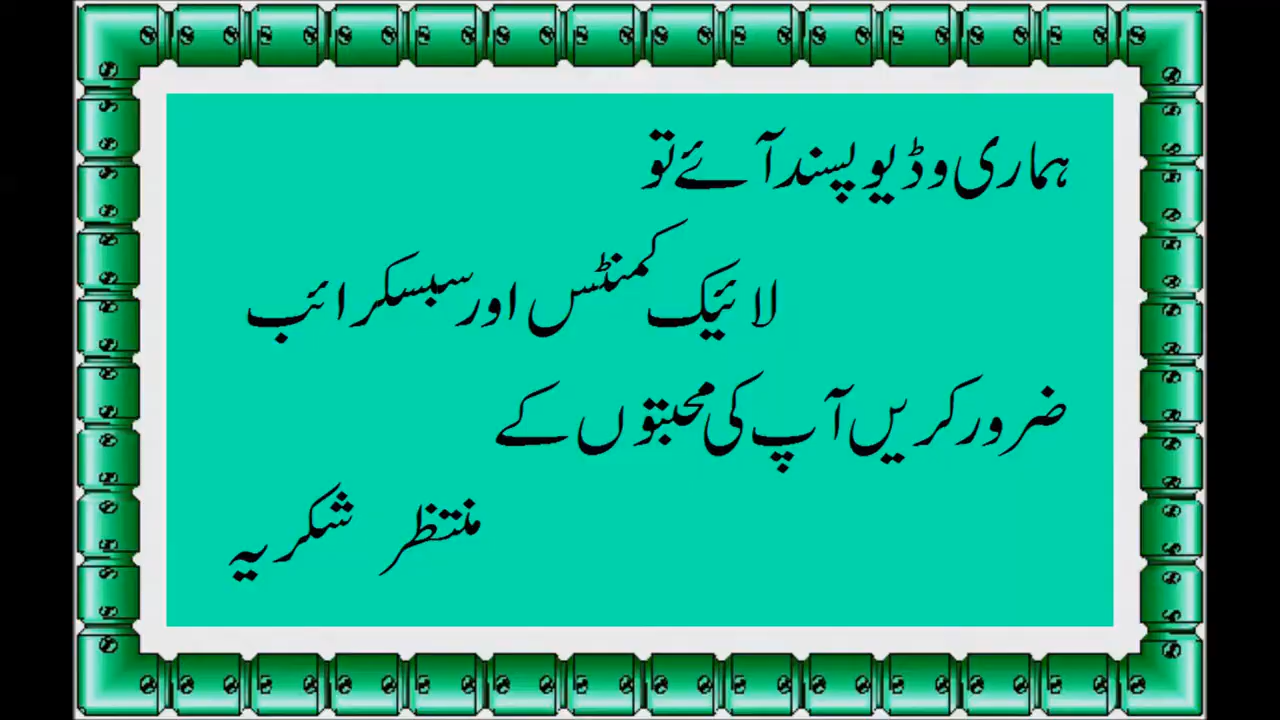 ہماری وڈیو پسند آئے تو
لائیک کمنٹس اور سبسکرائب
ضرور کریں آپ کی محبتوں کے
منتظر شکریہ